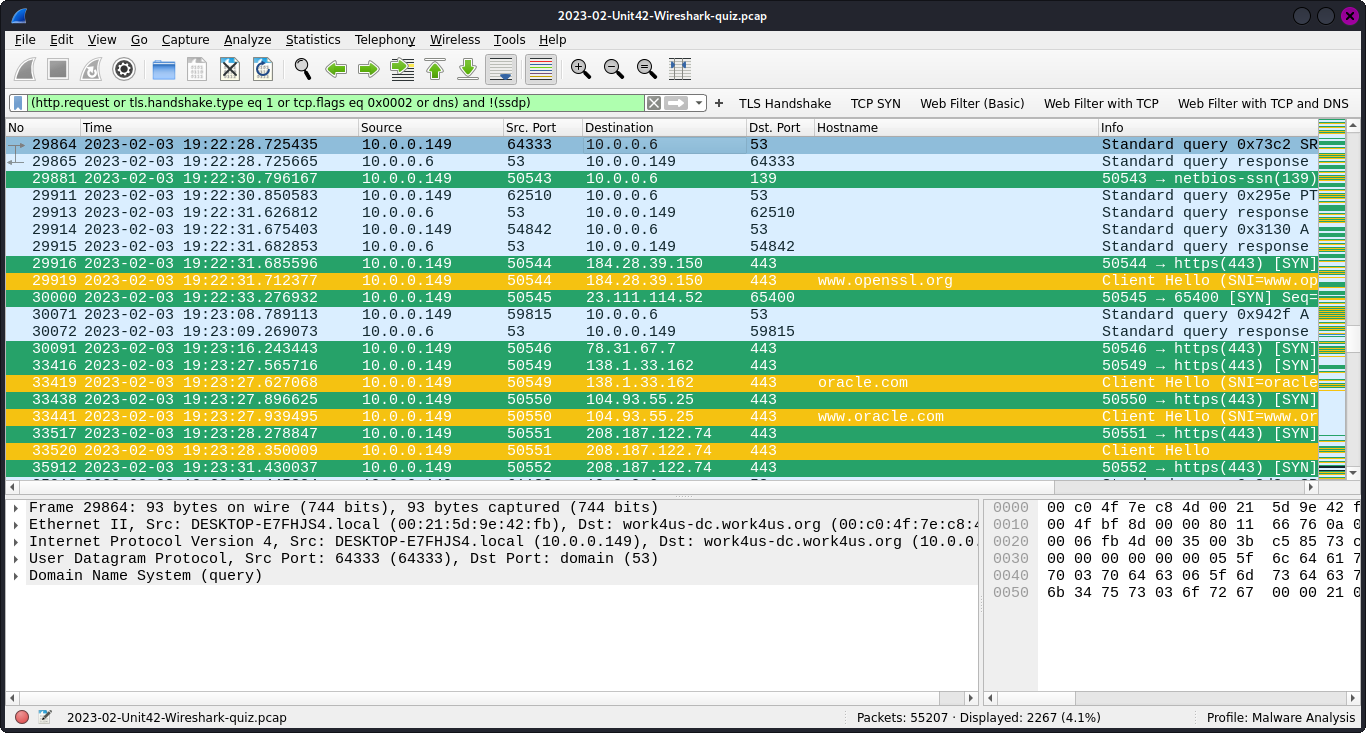 2023-02-Unit42-Wireshark-quiz.pcap
File Edit View Go Capture Analyze Statistics Telephony Wireless Tools Help
(http.request or tls.handshake.type eq 1 or tcp.flags eq 0x0002 or dns) and !(ssdp) + TLS Handshake TCP SYN Web Filter (Basic) Web Filter with TCP Web Filter with TCP and DNS
No Time Source Src. Port Destination Dst. Port Hostname Info
29864 2023-02-03 19:22:28.725435 10.0.0.149 64333 10.0.0.6 53 Standard query 0x73c2 SR
29865 2023-02-03 19:22:28.725665 10.0.0.6 53 10.0.0.149 64333 Standard query response
29881 2023-02-03 19:22:30.796167 10.0.0.149 50543 10.0.0.6 139 50543 → netbios-ssn(139)
29911 2023-02-03 19:22:30.850583 10.0.0.149 62510 10.0.0.6 53 Standard query 0x295e PT
29913 2023-02-03 19:22:31.626812 10.0.0.6 53 10.0.0.149 62510 Standard query response
29914 2023-02-03 19:22:31.675403 10.0.0.149 54842 10.0.0.6 53 Standard query 0x3130 A
29915 2023-02-03 19:22:31.682853 10.0.0.6 53 10.0.0.149 54842 Standard query response
29916 2023-02-03 19:22:31.685596 10.0.0.149 50544 184.28.39.150 443 50544 → https(443) [SYN]
29919 2023-02-03 19:22:31.712377 10.0.0.149 50544 184.28.39.150 443 www.openssl.org Client Hello (SNI=www.op
30000 2023-02-03 19:22:33.276932 10.0.0.149 50545 23.111.114.52 65400 50545 → 65400 [SYN] Seq=
30071 2023-02-03 19:23:08.789113 10.0.0.149 59815 10.0.0.6 53 Standard query 0x942f A
30072 2023-02-03 19:23:09.269073 10.0.0.6 53 10.0.0.149 59815 Standard query response
30091 2023-02-03 19:23:16.243443 10.0.0.149 50546 78.31.67.7 443 50546 → https(443) [SYN]
33416 2023-02-03 19:23:27.565716 10.0.0.149 50549 138.1.33.162 443 50549 → https(443) [SYN]
33419 2023-02-03 19:23:27.627068 10.0.0.149 50549 138.1.33.162 443 oracle.com Client Hello (SNI=oracle
33438 2023-02-03 19:23:27.896625 10.0.0.149 50550 104.93.55.25 443 50550 → https(443) [SYN]
33441 2023-02-03 19:23:27.939495 10.0.0.149 50550 104.93.55.25 443 www.oracle.com Client Hello (SNI=www.or
33517 2023-02-03 19:23:28.278847 10.0.0.149 50551 208.187.122.74 443 50551 → https(443) [SYN]
33520 2023-02-03 19:23:28.350009 10.0.0.149 50551 208.187.122.74 443 Client Hello
35912 2023-02-03 19:23:31.430037 10.0.0.149 50552 208.187.122.74 443 50552 → https(443) [SYN]
Frame 29864: 93 bytes on wire (744 bits), 93 bytes captured (744 bits)
Ethernet II, Src: DESKTOP-E7FHJS4.local (00:21:5d:9e:42:fb), Dst: work4us-dc.work4us.org (00:c0:4f:7e:c8:4
Internet Protocol Version 4, Src: DESKTOP-E7FHJS4.local (10.0.0.149), Dst: work4us-dc.work4us.org (10.0.0.
User Datagram Protocol, Src Port: 64333 (64333), Dst Port: domain (53)
Domain Name System (query)
0000 00 c0 4f 7e c8 4d 00 21 5d 9e 42 f
0010 00 4f bf 8d 00 00 80 11 66 76 0a 0
0020 00 06 fb 4d 00 35 00 3b c5 85 73 c
0030 00 00 00 00 00 00 05 5f 6c 64 61 7
0040 70 03 70 64 63 06 5f 6d 73 64 63 7
0050 6b 34 75 73 03 6f 72 67 00 00 21 0
2023-02-Unit42-Wireshark-quiz.pcap Packets: 55207 · Displayed: 2267 (4.1%) Profile: Malware Analysis